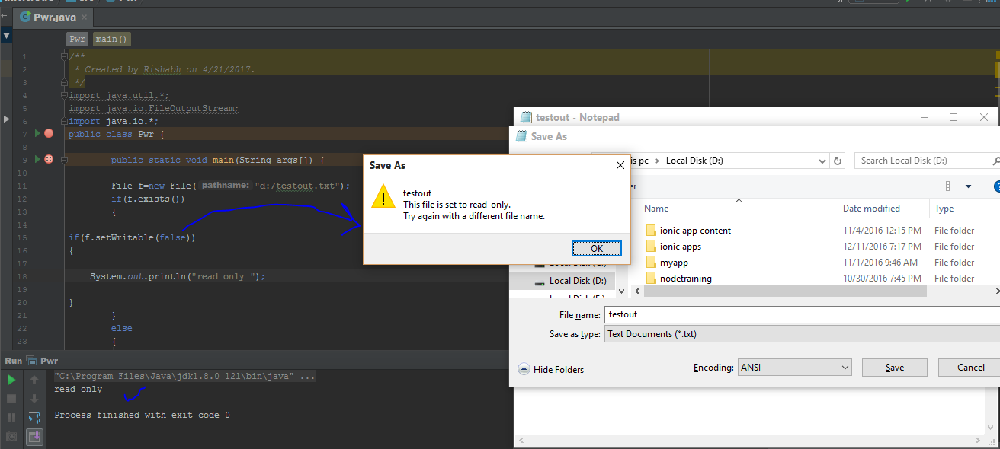 Pwr.java
Pwr main()
1 /**
2 * Created by Rishabh on 4/21/2017.
3 */
4 import java.util.*;
5 import java.io.FileOutputStream;
6 import java.io.*;
7 public class Pwr {
8
9 public static void main(String args[]) {
10
11 File f=new File( pathname: "d:/testout.txt");
12 if(f.exists())
13 {
14
15 if(f.setWritable(false))
16 {
17
18 System.out.println("read only ");
19
20 }
21 }
22 else
23 {
Run Pwr
"C:\Program Files\Java\jdk1.8.0_121\bin\java" ...
read only
Process finished with exit code 0
testout - Notepad
Save As
is pc > Local Disk (D:)
Search Local Disk (D:)
Name Date modified Type
ionic app content 11/4/2016 12:15 PM File folder
ionic apps 12/11/2016 7:17 PM File folder
myapp 11/1/2016 9:46 AM File folder
nodetraining 10/30/2016 7:45 PM File folder
Local Disk (D:)
File name: testout
Save as type: Text Documents (*.txt)
Hide Folders
Encoding: ANSI
Save
Cancel
Save As
testout
This file is set to read-only.
Try again with a different file name.
OK